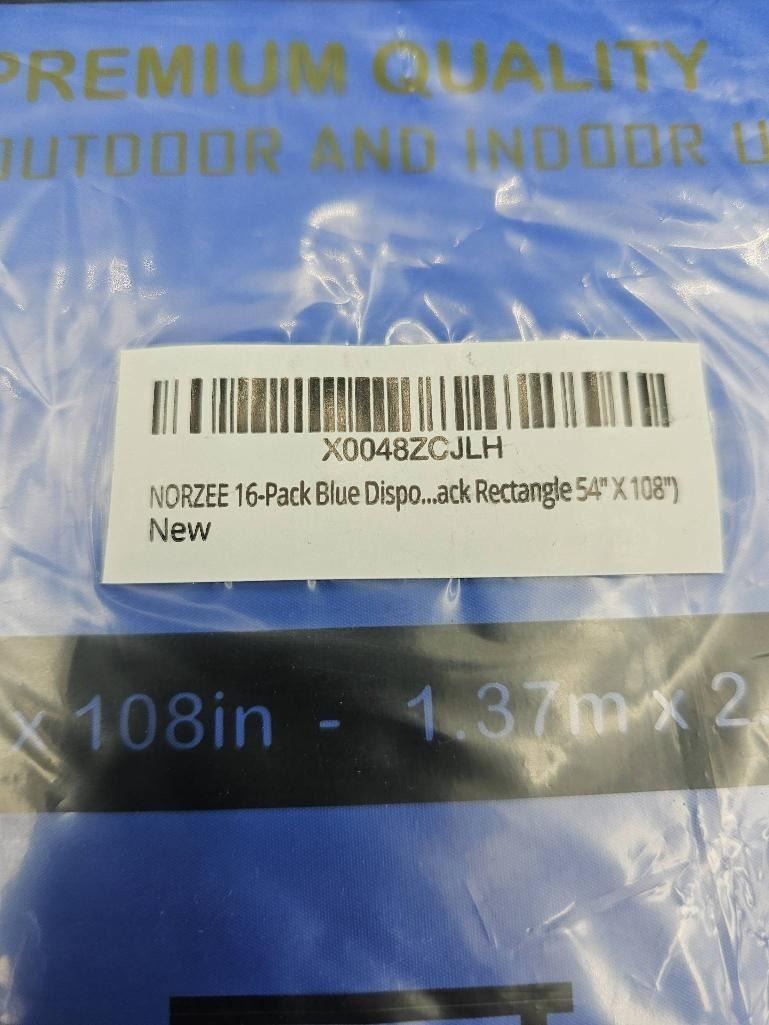 PREMIUM QUALITY
OUTDOOR AND INDOOR U
X0048ZCJLH
NORZEE 16-Pack Blue Dispo...ack Rectangle 54" X 108")
New
x 108in - 1.37m x 2.